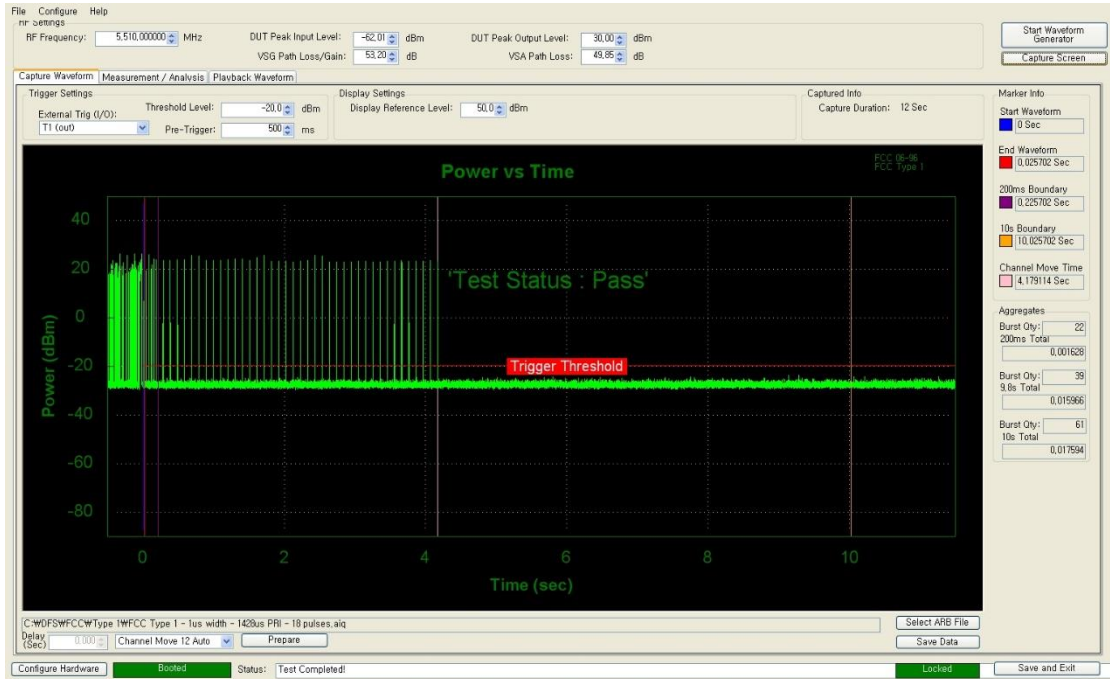 File Configure Help
RF Settings
RF Frequency: 5,510,000000 MHz DUT Peak Input Level: -62,01 dBm DUT Peak Output Level: 30,00 dBm
VSG Path Loss/Gain: 53,20 dB VSA Path Loss: 49,85 dB
Start Waveform Generator
Capture Screen
Capture Waveform Measurement / Analysis Playback Waveform
Trigger Settings
External Trig (I/O): Threshold Level: -20,0 dBm
T1 (out) Pre-Trigger: 500 ms
Display Settings
Display Reference Level: 50,0 dBm
Captured Info
Capture Duration: 12 Sec
Marker Info
Start Waveform
0 Sec
End Waveform
0,025702 Sec
200ms Boundary
0,225702 Sec
10s Boundary
10,025702 Sec
Channel Move Time
4,179114 Sec
Aggregates
Burst Qty: 22
200ms Total
0,001628
Burst Qty: 39
9,8s Total
0,015966
Burst Qty: 61
10s Total
0,017594
Power vs Time
FCC 06-96
FCC Type 1
40
20
0
-20
-40
-60
-80
Power (dBm)
'Test Status : Pass'
Trigger Threshold
0 2 4 6 8 10
Time (sec)
C:₩DFS₩FCC₩Type 1₩FCC Type 1 - 1us width - 1428us PRI - 18 pulses,aiq
Select ARB File
Delay (Sec) 0,000 Channel Move 12 Auto Prepare
Save Data
Configure Hardware Booted Status: Test Completed! Locked Save and Exit